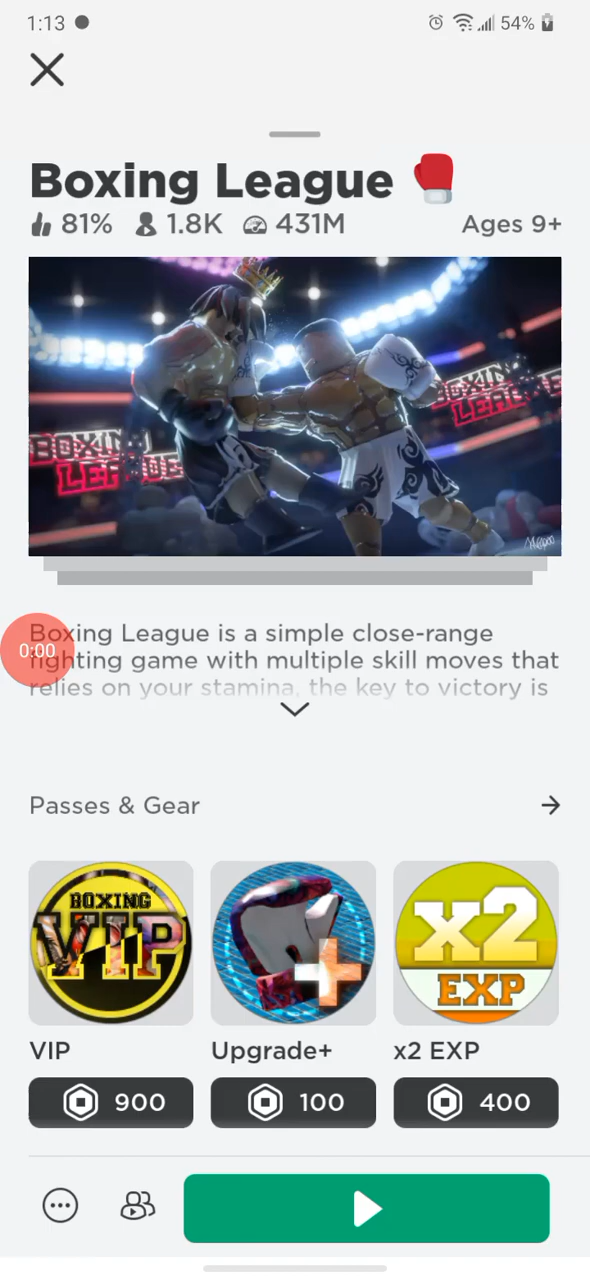 1:13
54%
Boxing League
81% 1.8K 431M Ages 9+
BOXING
LEAGUE
BOXING
LEAGUE
0:00
Boxing League is a simple close-range
fighting game with multiple skill moves that
relies on your stamina, the key to victory is
Passes & Gear
BOXING
VIP
x2
EXP
VIP Upgrade+ x2 EXP
900 100 400